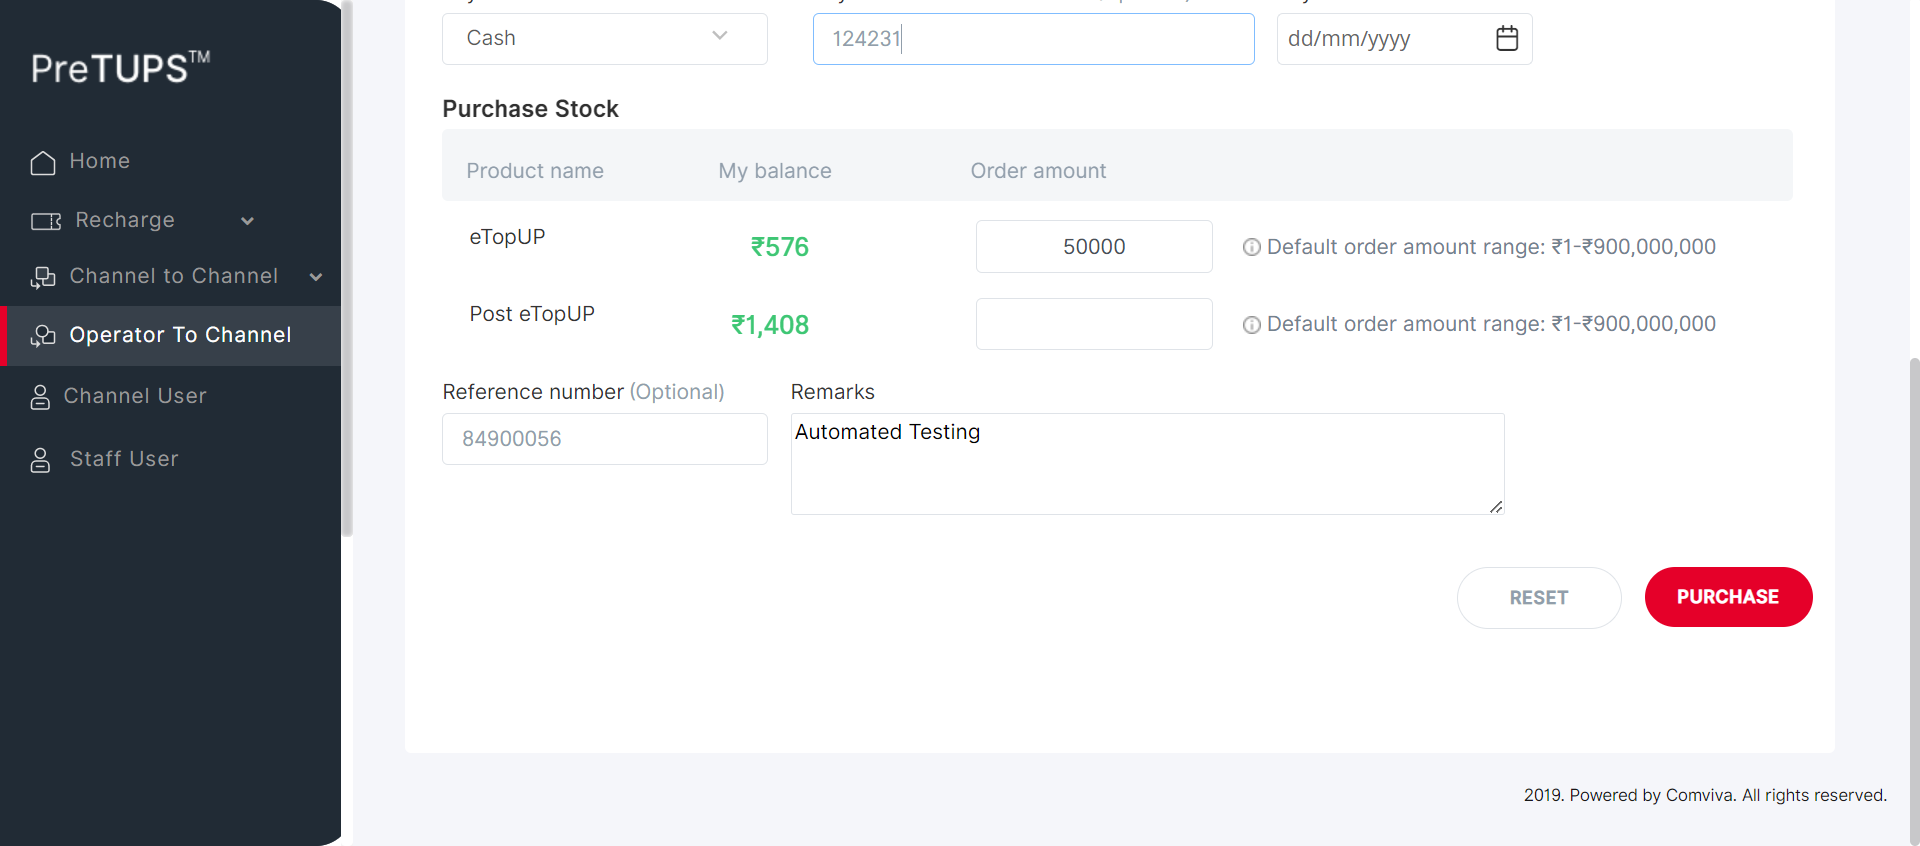 PreTUPS™
Home
Recharge
Channel to Channel
Operator To Channel
Channel User
Staff User
Cash
124231
dd/mm/yyyy
Purchase Stock
Product name My balance Order amount
eTopUP ₹576 50000 Default order amount range: ₹1-₹900,000,000
Post eTopUP ₹1,408 Default order amount range: ₹1-₹900,000,000
Reference number (Optional) Remarks
84900056 Automated Testing
RESET PURCHASE
2019. Powered by Comviva. All rights reserved.